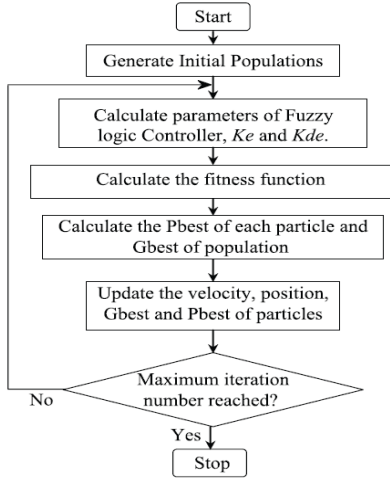 Start
Generate Initial Populations
Calculate parameters of Fuzzy
logic Controller, Ke and Kde.
Calculate the fitness function
Calculate the Pbest of each particle and
Gbest of population
Update the velocity, position,
Gbest and Pbest of particles
Maximum iteration
number reached?
No
Yes
Stop